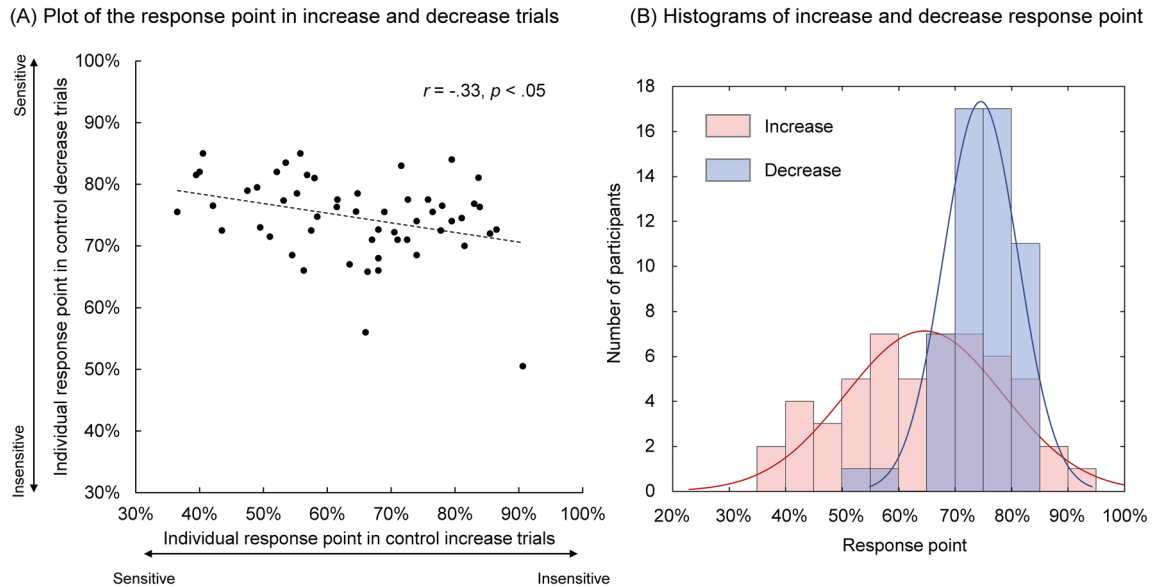 (A) Plot of the response point in increase and decrease trials
Sensitive
Insensitive
Individual response point in control decrease trials
100%
90%
80%
70%
60%
50%
40%
30%
r = -.33, p < .05
30% 40% 50% 60% 70% 80% 90% 100%
Individual response point in control increase trials
Sensitive Insensitive
(B) Histograms of increase and decrease response point
Number of participants
18
16
14
12
10
8
6
4
2
0
Increase
Decrease
20% 30% 40% 50% 60% 70% 80% 90% 100%
Response point